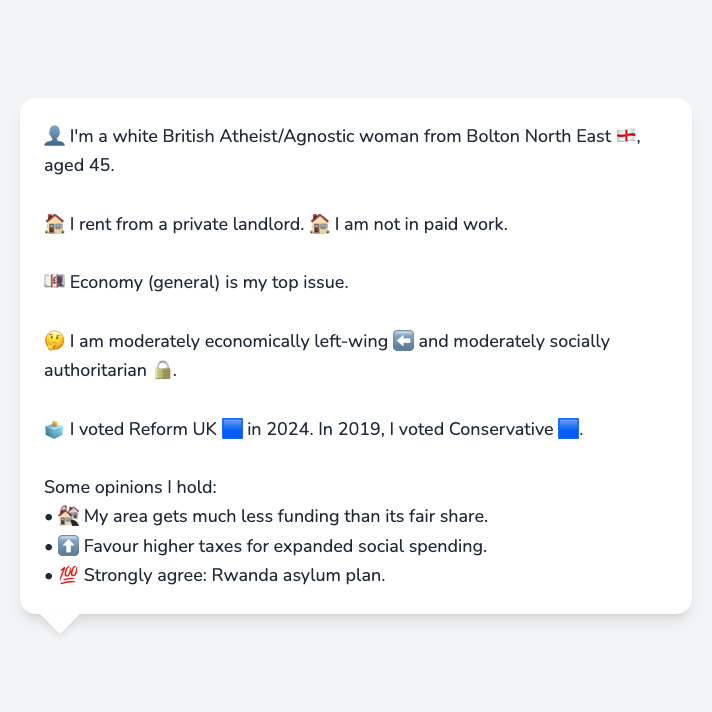 👤 I'm a white British Atheist/Agnostic woman from Bolton North East 🏴󠁧󠁢󠁥󠁮󠁧󠁿,
aged 45.
🏠 I rent from a private landlord. 🏠 I am not in paid work.
💷 Economy (general) is my top issue.
🤔 I am moderately economically left-wing ⬅️ and moderately socially
authoritarian 🔒.
🗳️ I voted Reform UK 🟦 in 2024. In 2019, I voted Conservative 🟦.
Some opinions I hold:
• 🏚️ My area gets much less funding than its fair share.
• ⬆️ Favour higher taxes for expanded social spending.
• 💯 Strongly agree: Rwanda asylum plan.